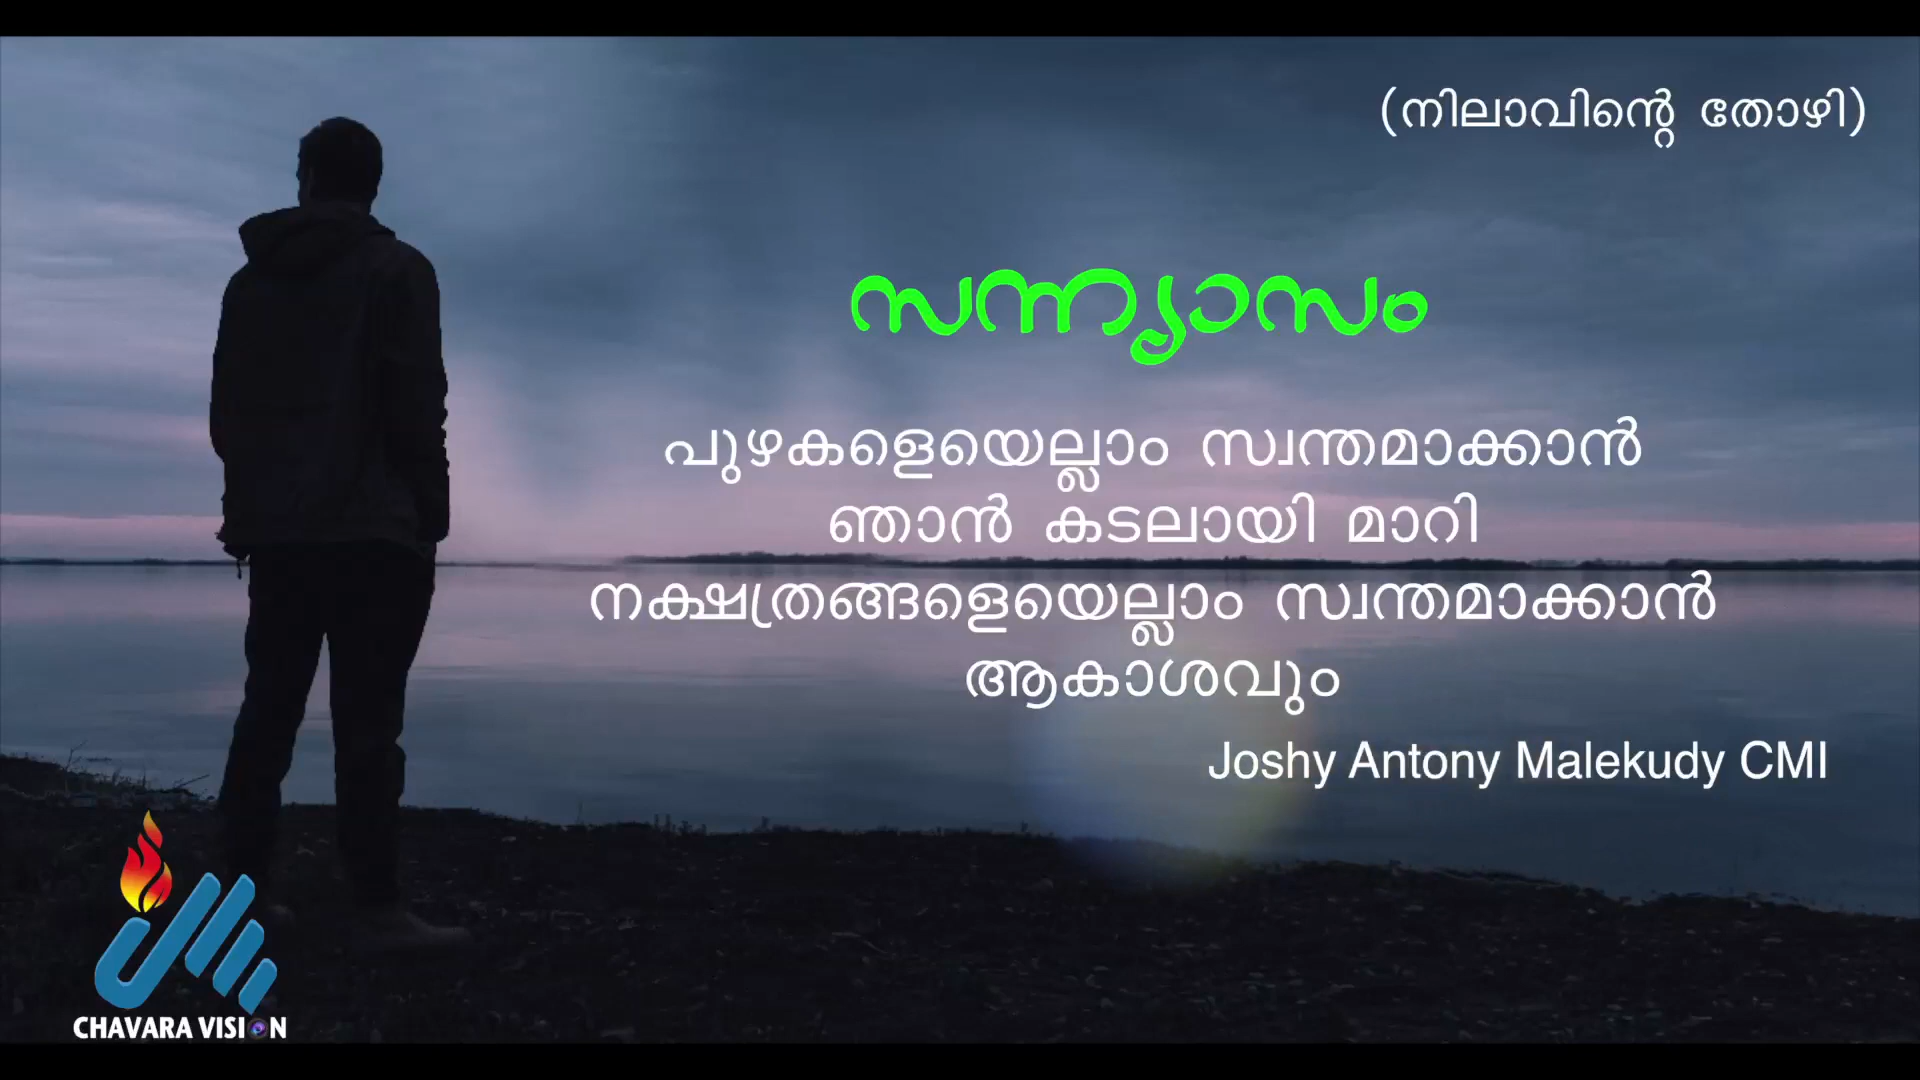 (നിലാവിന്റെ തോഴി)
സന്ന്യാസം
പുഴകളെയെല്ലാം സ്വന്തമാക്കാൻ
ഞാൻ കടലായി മാറി
നക്ഷത്രങ്ങളെയെല്ലാം സ്വന്തമാക്കാൻ
ആകാശവും
Joshy Antony Malekudy CMI
CHAVARA VISION